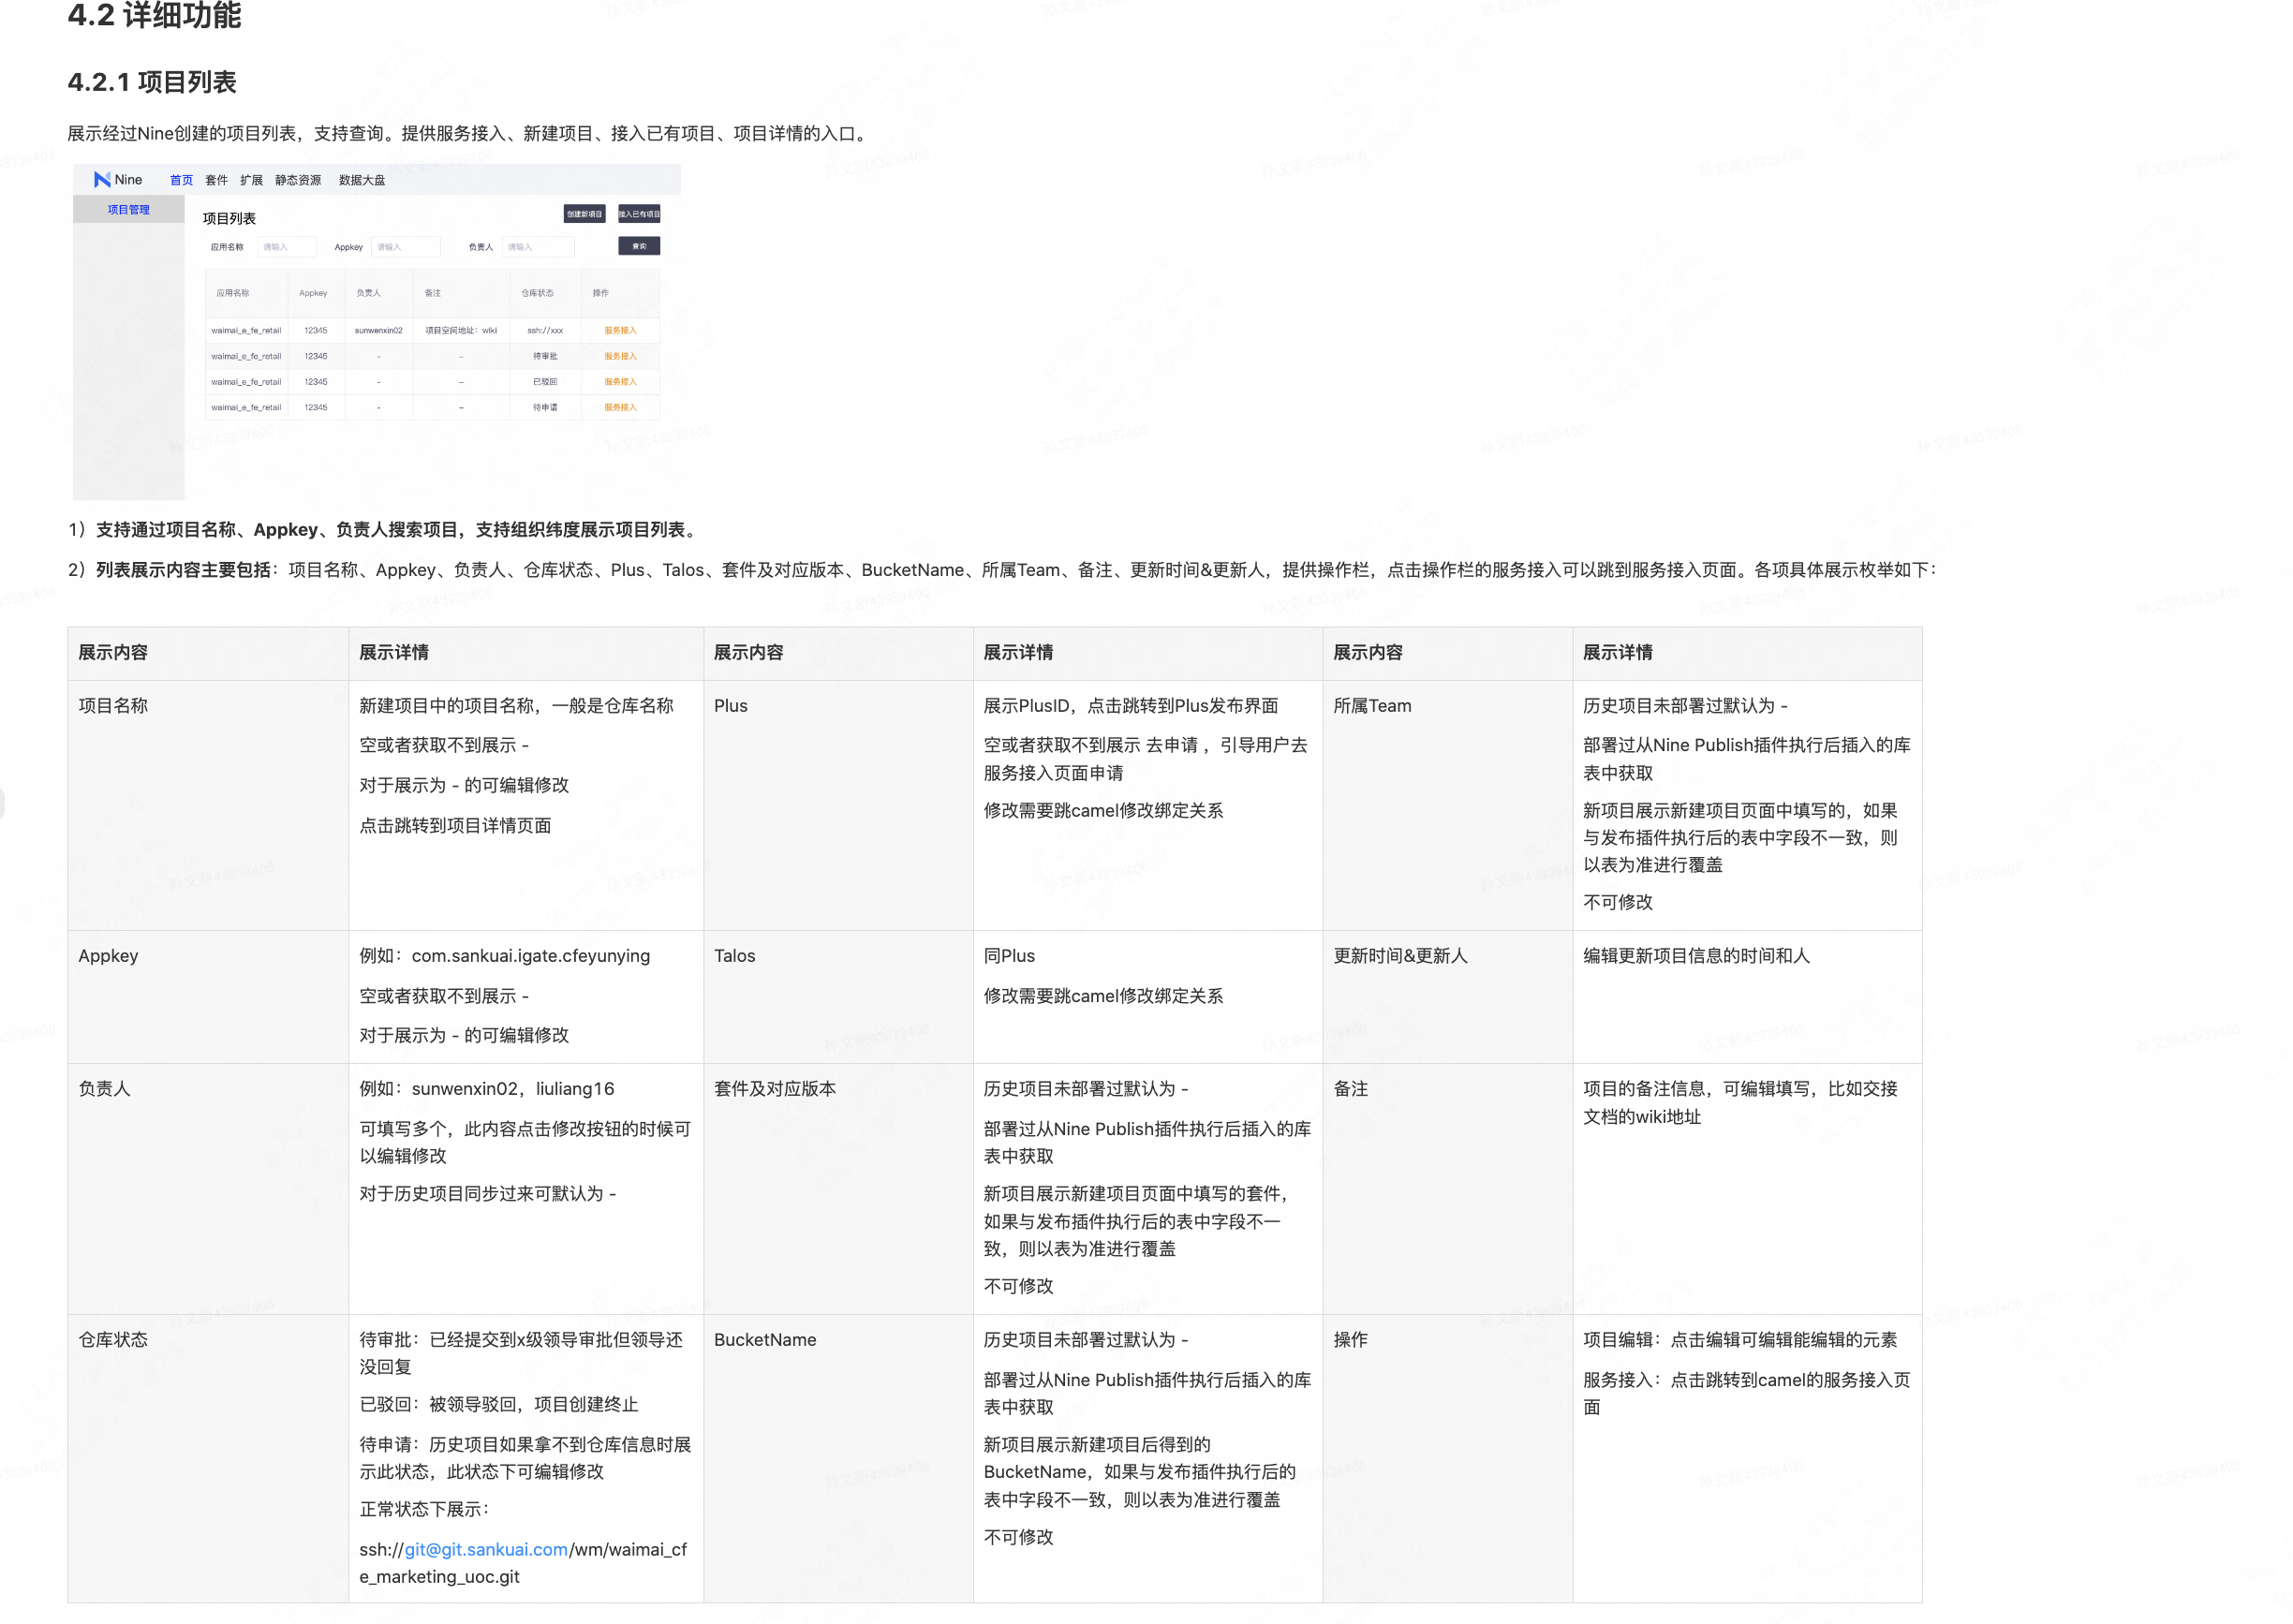 4.2 详细功能
4.2.1 项目列表
展示经过Nine创建的项目列表，支持查询。提供服务接入、新建项目、接入已有项目、项目详情的入口。
Nine 首页 套件 扩展 静态资源 数据大盘
项目管理
项目列表 创建新项目 接入已有项目
应用名称 请输入 Appkey 请输入 负责人 请输入 查询
应用名称 Appkey 负责人 备注 仓库状态 操作
waimai_e_fe_retail 12345 sunwenxin02 项目空间地址：wiki ssh://xxx 服务接入
waimai_e_fe_retail 12345 - – 待审批 服务接入
waimai_e_fe_retail 12345 - – 已驳回 服务接入
waimai_e_fe_retail 12345 - – 待申请 服务接入
1）支持通过项目名称、Appkey、负责人搜索项目，支持组织纬度展示项目列表。
2）列表展示内容主要包括：项目名称、Appkey、负责人、仓库状态、Plus、Talos、套件及对应版本、BucketName、所属Team、备注、更新时间&更新人，提供操作栏，点击操作栏的服务接入可以跳到服务接入页面。各项具体展示枚举如下：
展示内容 展示详情 展示内容 展示详情 展示内容 展示详情
项目名称
新建项目中的项目名称，一般是仓库名称
空或者获取不到展示 -
对于展示为 - 的可编辑修改
点击跳转到项目详情页面
Plus
展示PlusID，点击跳转到Plus发布界面
空或者获取不到展示 去申请 ，引导用户去
服务接入页面申请
修改需要跳camel修改绑定关系
所属Team
历史项目未部署过默认为 -
部署过从Nine Publish插件执行后插入的库
表中获取
新项目展示新建项目页面中填写的，如果
与发布插件执行后的表中字段不一致，则
以表为准进行覆盖
不可修改
Appkey
例如：com.sankuai.igate.cfeyunying
空或者获取不到展示 -
对于展示为 - 的可编辑修改
Talos
同Plus
修改需要跳camel修改绑定关系
更新时间&更新人
编辑更新项目信息的时间和人
负责人
例如：sunwenxin02，liuliang16
可填写多个，此内容点击修改按钮的时候可
以编辑修改
对于历史项目同步过来可默认为 -
套件及对应版本
历史项目未部署过默认为 -
部署过从Nine Publish插件执行后插入的库
表中获取
新项目展示新建项目页面中填写的套件，
如果与发布插件执行后的表中字段不一
致，则以表为准进行覆盖
不可修改
备注
项目的备注信息，可编辑填写，比如交接
文档的wiki地址
仓库状态
待审批：已经提交到x级领导审批但领导还
没回复
已驳回：被领导驳回，项目创建终止
待申请：历史项目如果拿不到仓库信息时展
示此状态，此状态下可编辑修改
正常状态下展示：
ssh://git@git.sankuai.com/wm/waimai_cf
e_marketing_uoc.git
BucketName
历史项目未部署过默认为 -
部署过从Nine Publish插件执行后插入的库
表中获取
新项目展示新建项目后得到的
BucketName，如果与发布插件执行后的
表中字段不一致，则以表为准进行覆盖
不可修改
操作
项目编辑：点击编辑可编辑能编辑的元素
服务接入：点击跳转到camel的服务接入页
面
孙文新43939406